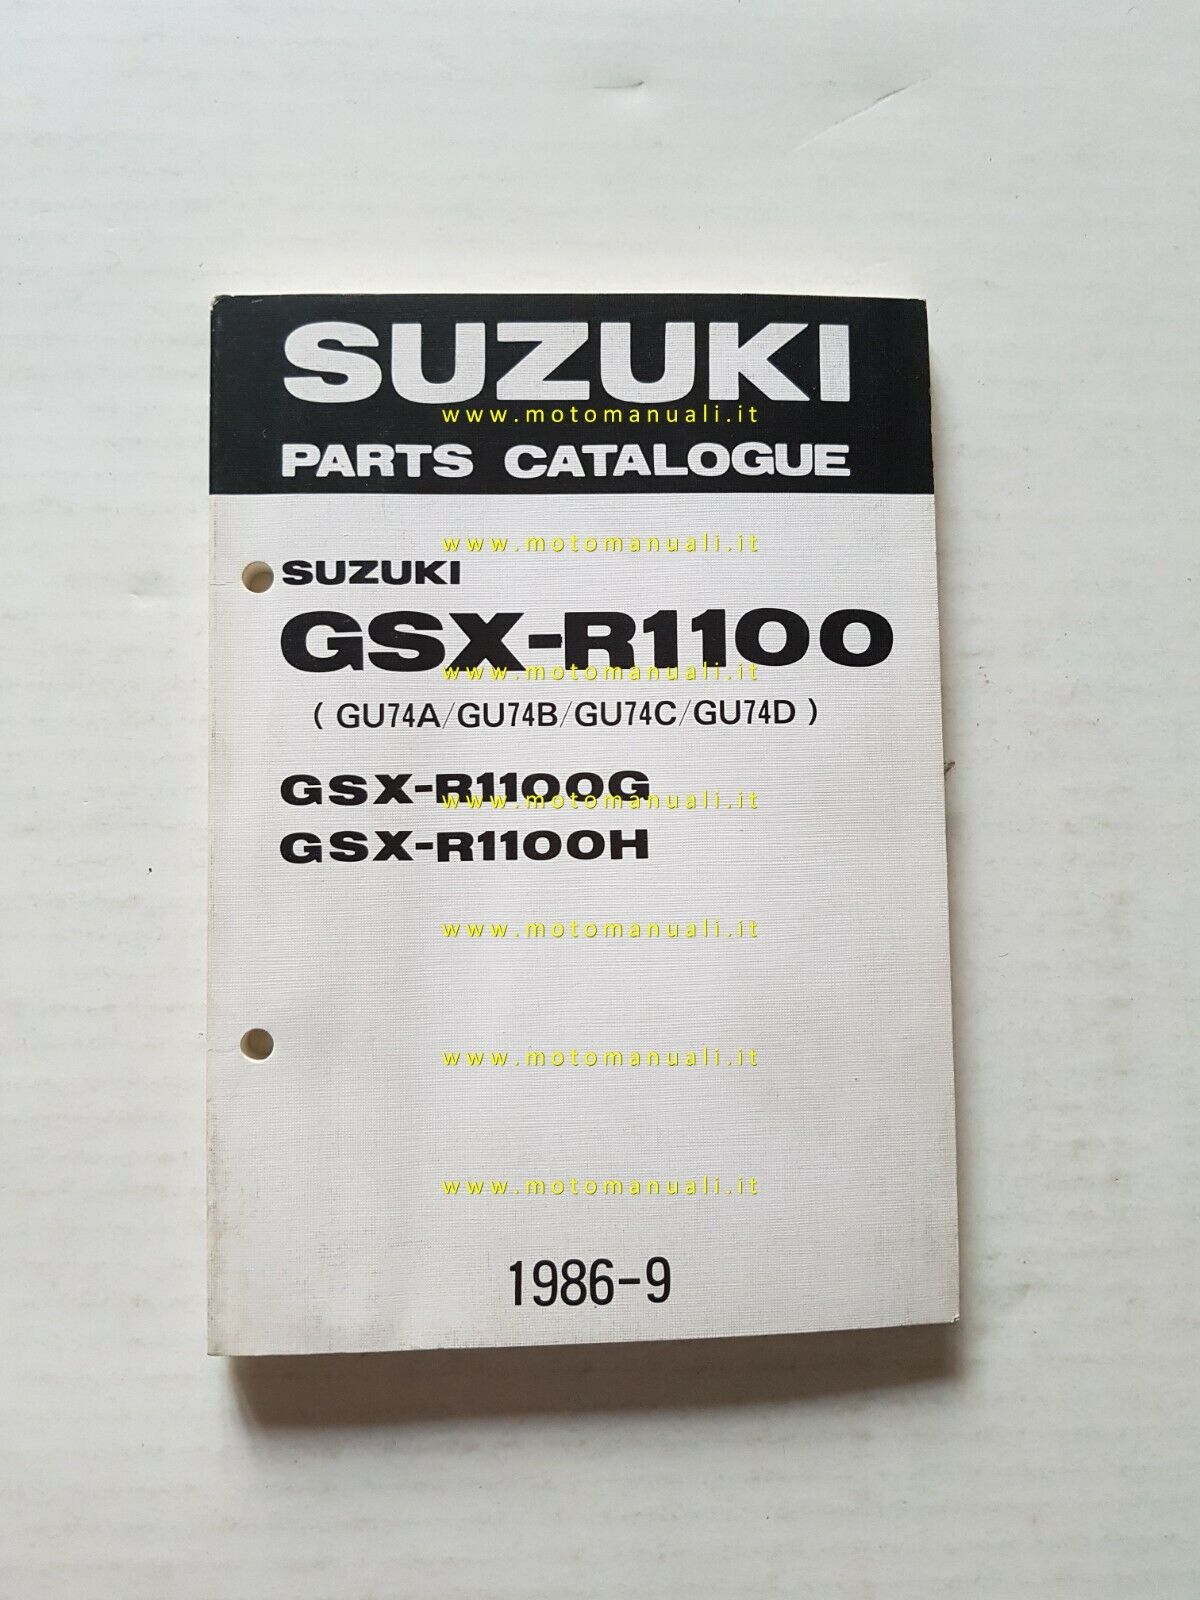 SUZUKI
www.motomanuali.it
PARTS CATALOGUE
www.motomanuali.it
SUZUKI
GSX-R1100
www.motomanuali.it
( GU74A/GU74B/GU74C/GU74D )
GSX-R1100G
www.motomanuali.it
GSX-R1100H
www.motomanuali.it
www.motomanuali.it
www.motomanuali.it
1986-9